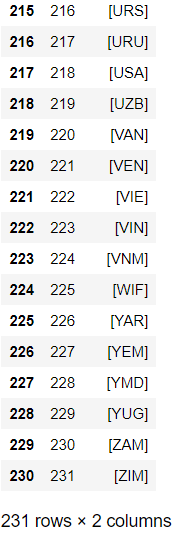 215 216 [URS]
216 217 [URU]
217 218 [USA]
218 219 [UZB]
219 220 [VAN]
220 221 [VEN]
221 222 [VIE]
222 223 [VIN]
223 224 [VNM]
224 225 [WIF]
225 226 [YAR]
226 227 [YEM]
227 228 [YMD]
228 229 [YUG]
229 230 [ZAM]
230 231 [ZIM]
231 rows × 2 columns